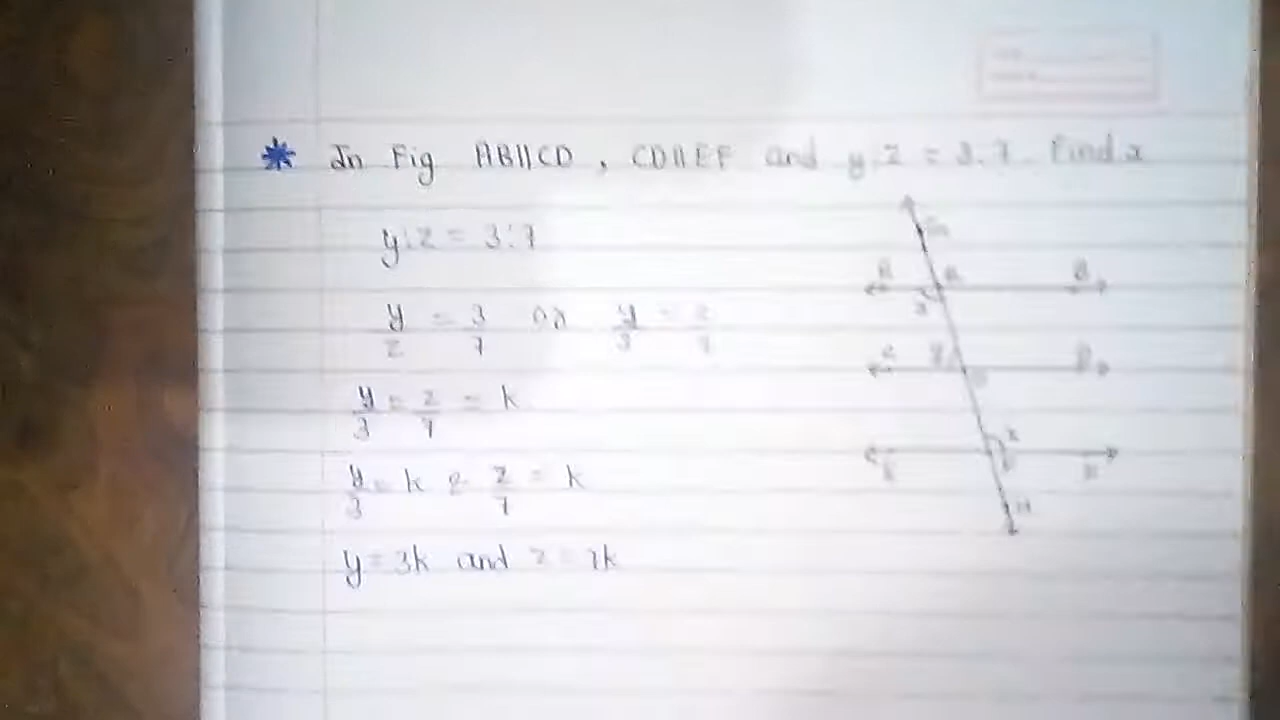 In Fig AB||CD, CD||EF and y:z = 3:7. Find x
y:z = 3:7
y/z = 3/7 or y/3 = z/7
y/3 = z/7 = k
y/3 = k & z/7 = k
y = 3k and z = 7k